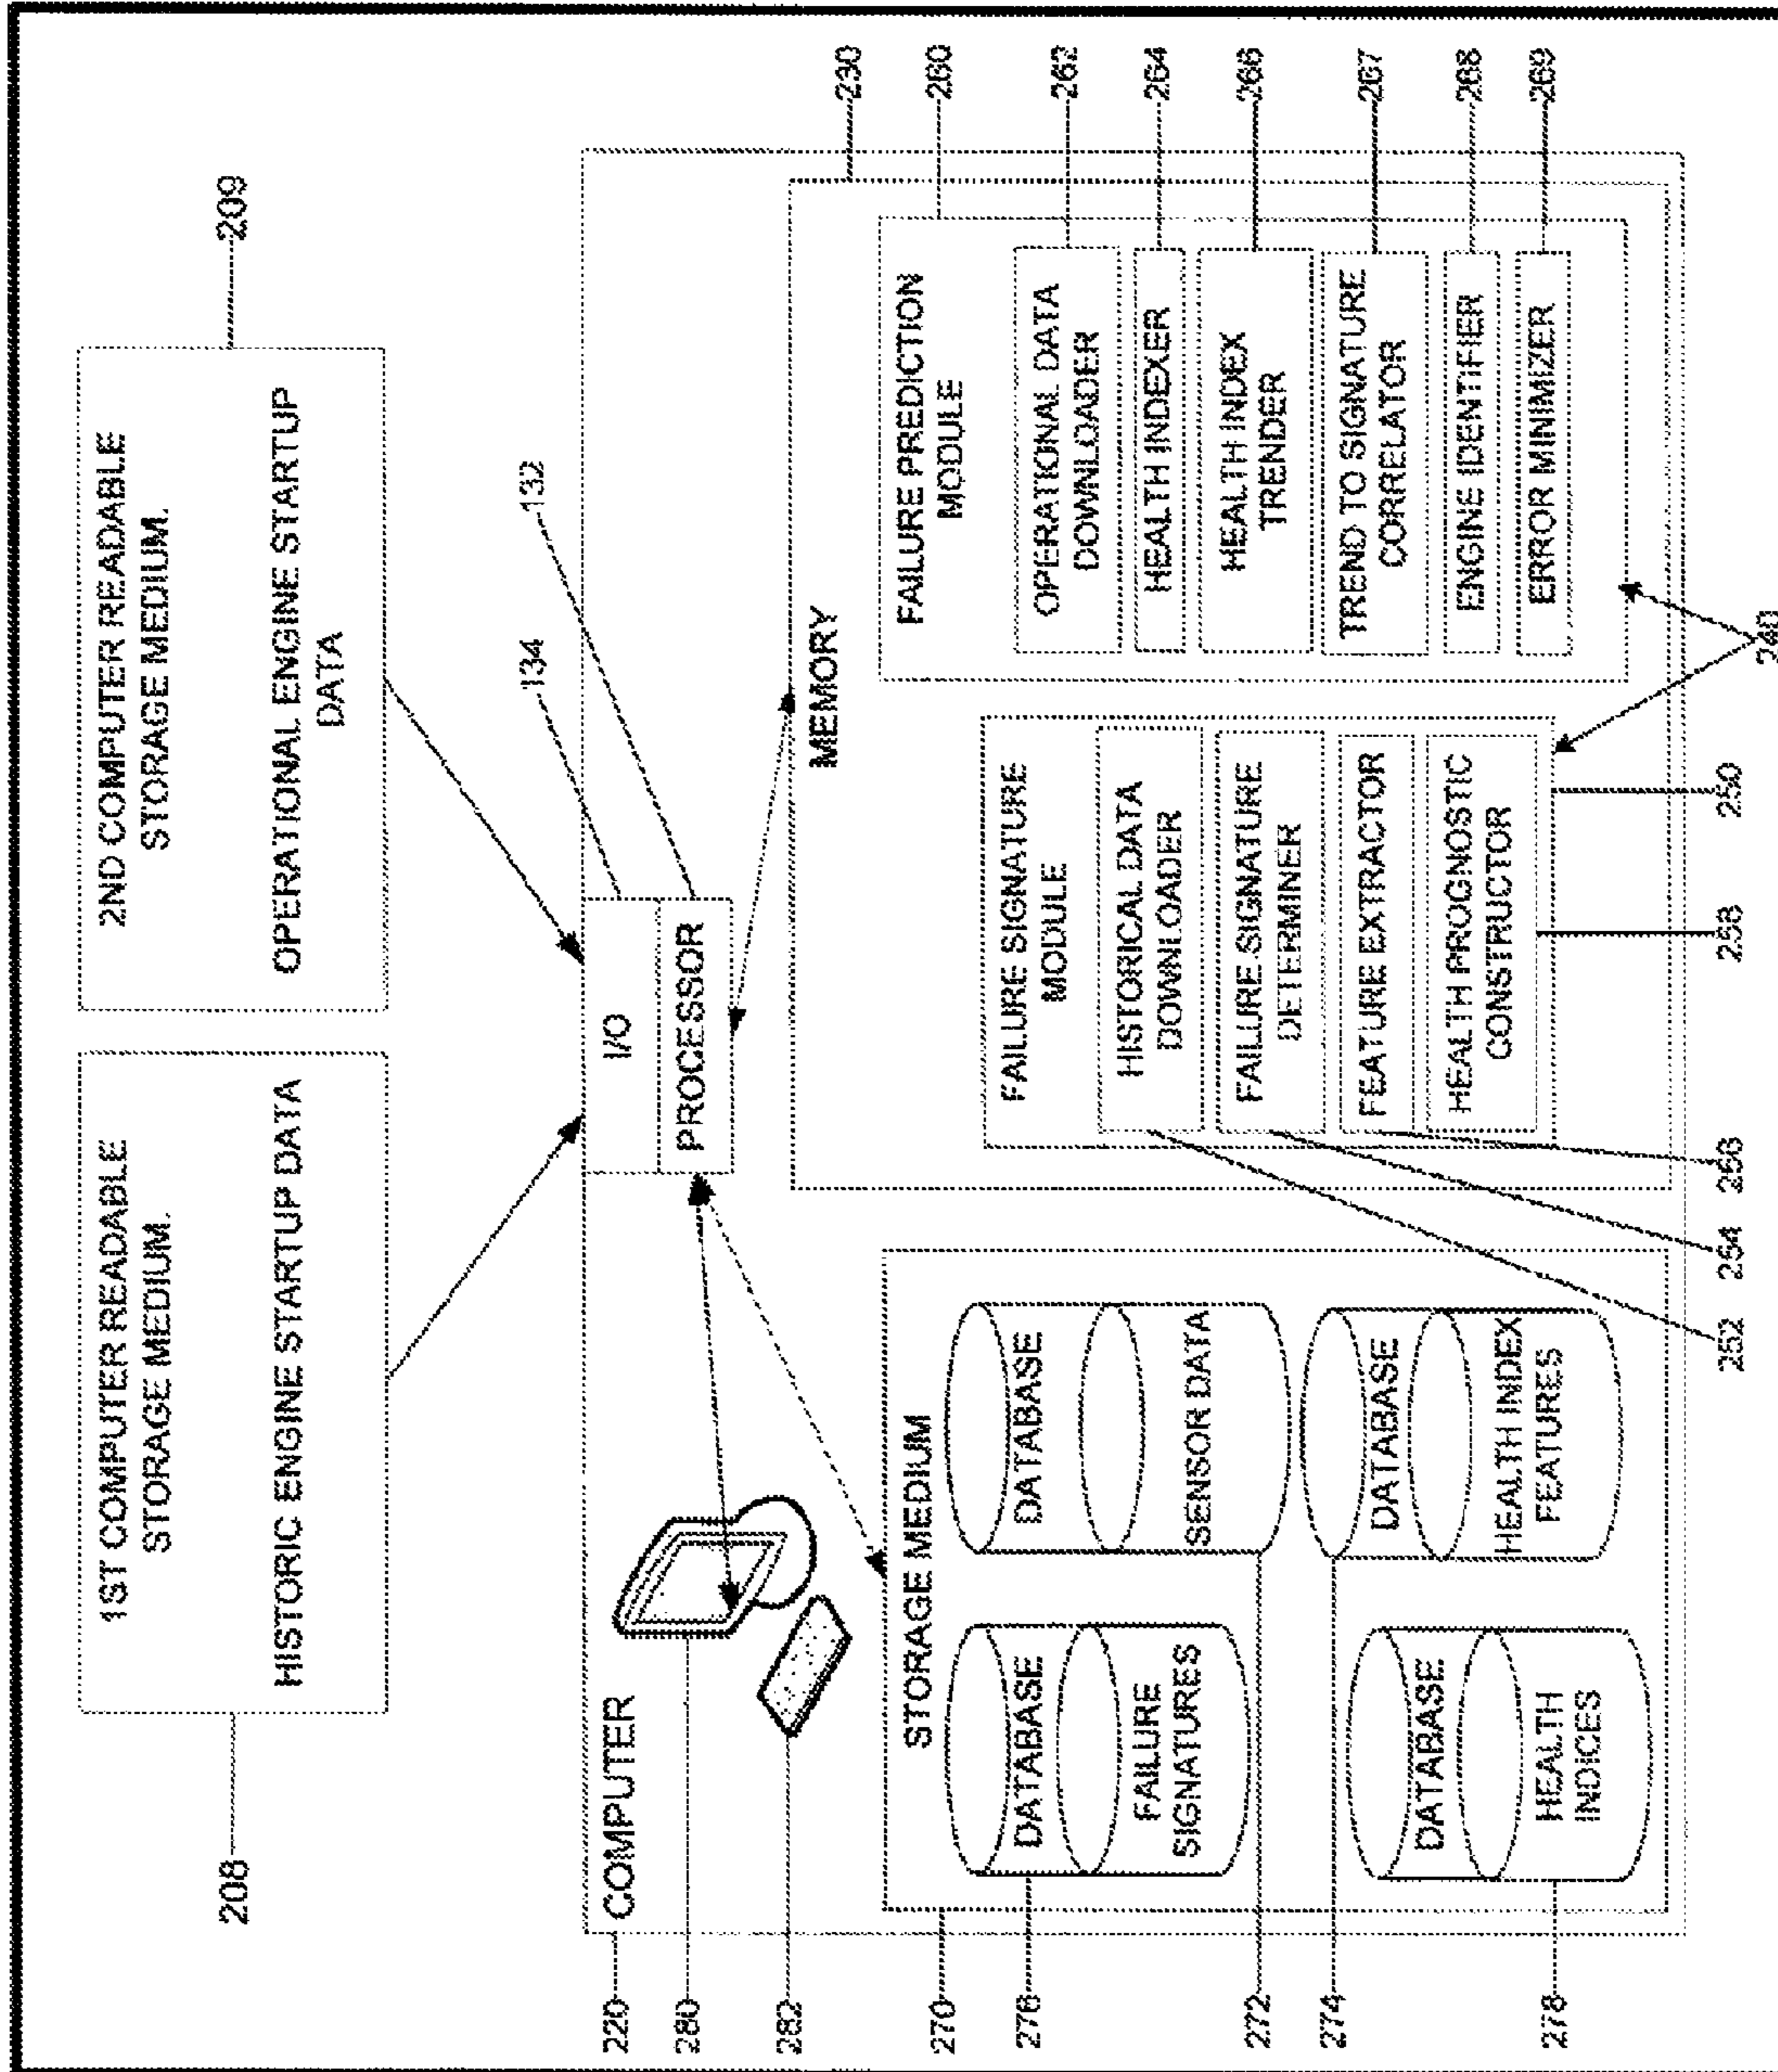 1ST COMPUTER READABLE
STORAGE MEDIUM.
HISTORIC ENGINE STARTUP DATA
208
2ND COMPUTER READABLE
STORAGE MEDIUM.
OPERATIONAL ENGINE STARTUP
DATA
209
COMPUTER
220
280
282
I/O
134
PROCESSOR
132
STORAGE MEDIUM
270
DATABASE
FAILURE
SIGNATURES
276
DATABASE
SENSOR DATA
272
DATABASE
HEALTH INDEX
FEATURES
274
DATABASE
HEALTH
INDICES
278
MEMORY
230
FAILURE SIGNATURE
MODULE
250
HISTORICAL DATA
DOWNLOADER
252
FAILURE SIGNATURE
DETERMINER
254
FEATURE EXTRACTOR
HEALTH PROGNOSTIC
CONSTRUCTOR
258
FAILURE PREDICTION
MODULE
260
OPERATIONAL DATA
DOWNLOADER
262
HEALTH INDEXER
264
HEALTH INDEX
TRENDER
266
TREND TO SIGNATURE
CORRELATOR
267
ENGINE IDENTIFIER
268
ERROR MINIMIZER
269
240